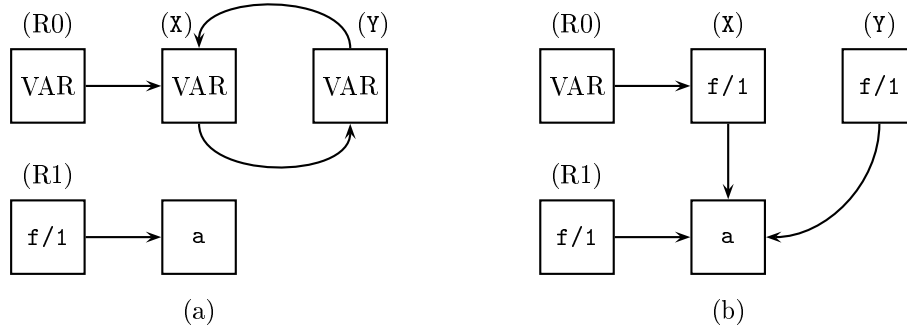 (R0) (X) (Y) (R0) (X) (Y)
VAR VAR VAR VAR f/1 f/1
(R1) (R1)
f/1 a f/1 a
(a) (b)